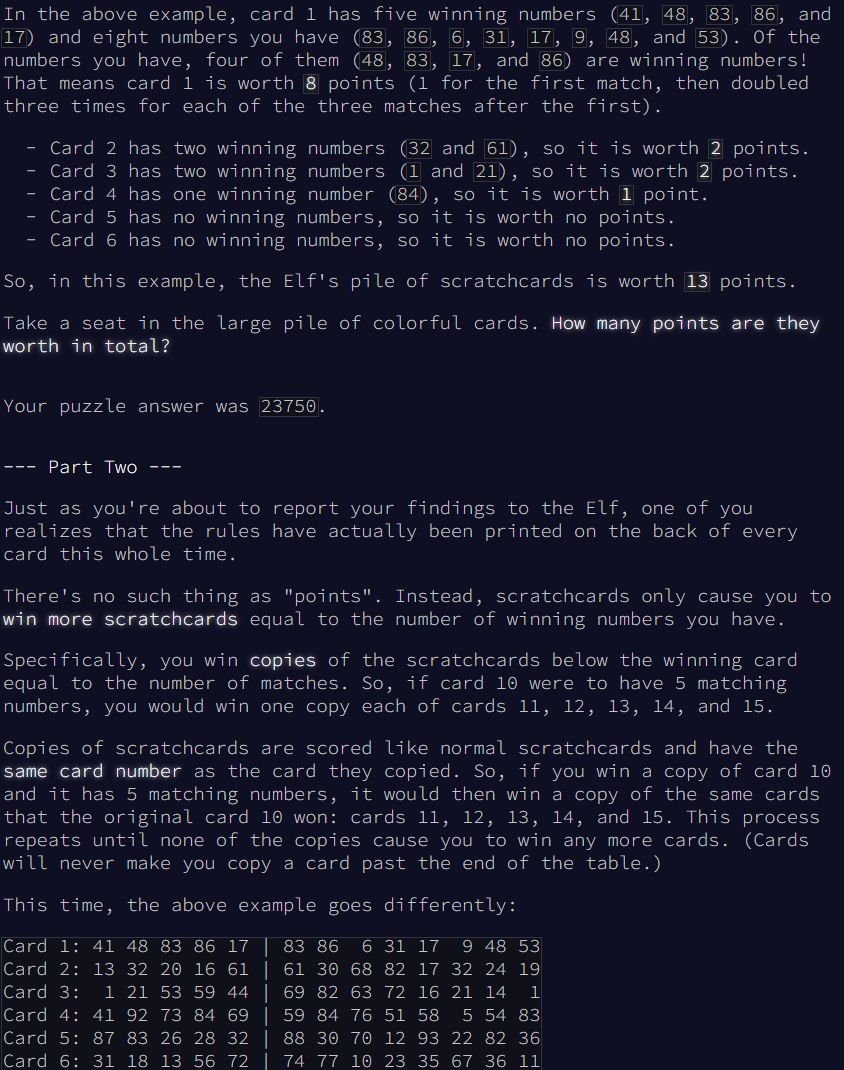 In the above example, card 1 has five winning numbers (41, 48, 83, 86, and
17) and eight numbers you have (83, 86, 6, 31, 17, 9, 48, and 53). Of the
numbers you have, four of them (48, 83, 17, and 86) are winning numbers!
That means card 1 is worth 8 points (1 for the first match, then doubled
three times for each of the three matches after the first).
- Card 2 has two winning numbers (32 and 61), so it is worth 2 points.
- Card 3 has two winning numbers (1 and 21), so it is worth 2 points.
- Card 4 has one winning number (84), so it is worth 1 point.
- Card 5 has no winning numbers, so it is worth no points.
- Card 6 has no winning numbers, so it is worth no points.
So, in this example, the Elf's pile of scratchcards is worth 13 points.
Take a seat in the large pile of colorful cards. How many points are they
worth in total?
Your puzzle answer was 23750.
--- Part Two ---
Just as you're about to report your findings to the Elf, one of you
realizes that the rules have actually been printed on the back of every
card this whole time.
There's no such thing as "points". Instead, scratchcards only cause you to
win more scratchcards equal to the number of winning numbers you have.
Specifically, you win copies of the scratchcards below the winning card
equal to the number of matches. So, if card 10 were to have 5 matching
numbers, you would win one copy each of cards 11, 12, 13, 14, and 15.
Copies of scratchcards are scored like normal scratchcards and have the
same card number as the card they copied. So, if you win a copy of card 10
and it has 5 matching numbers, it would then win a copy of the same cards
that the original card 10 won: cards 11, 12, 13, 14, and 15. This process
repeats until none of the copies cause you to win any more cards. (Cards
will never make you copy a card past the end of the table.)
This time, the above example goes differently:
Card 1: 41 48 83 86 17 | 83 86  6 31 17  9 48 53
Card 2: 13 32 20 16 61 | 61 30 68 82 17 32 24 19
Card 3:  1 21 53 59 44 | 69 82 63 72 16 21 14  1
Card 4: 41 92 73 84 69 | 59 84 76 51 58  5 54 83
Card 5: 87 83 26 28 32 | 88 30 70 12 93 22 82 36
Card 6: 31 18 13 56 72 | 74 77 10 23 35 67 36 11